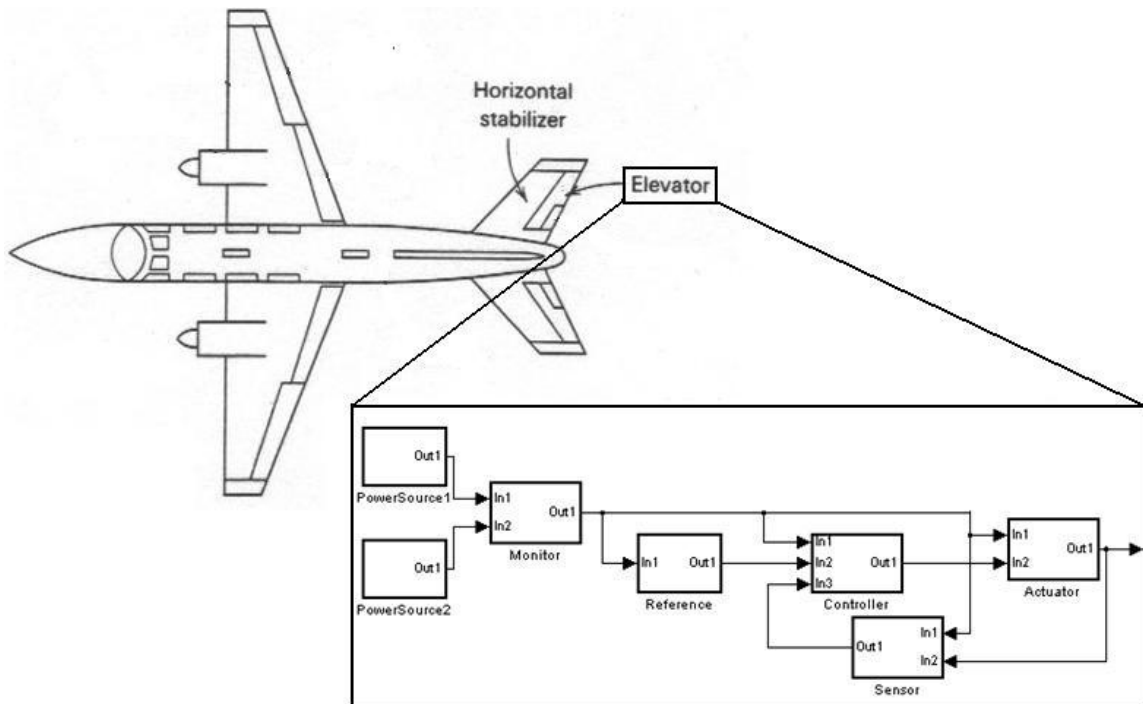 Horizontal
stabilizer
Elevator
Out1
PowerSource1
Out1
PowerSource2
In1
In2
Out1
Monitor
In1
Out1
Reference
In1
In2
In3
Out1
Controller
In1
In2
Out1
Actuator
Out1
In1
In2
Sensor